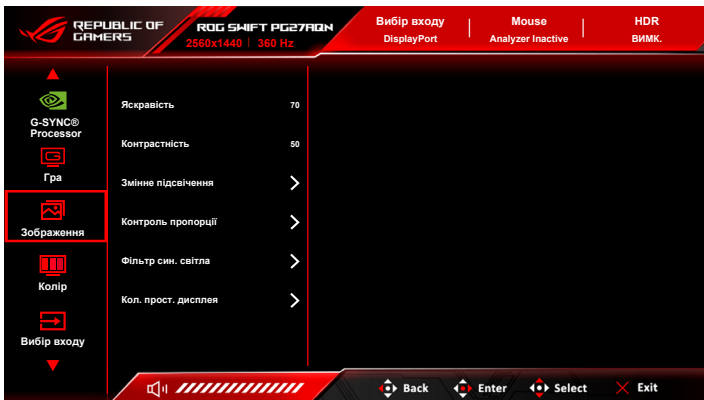 REPUBLIC OF
GAMERS
ROG SWIFT PG27AQN
2560x1440 | 360 Hz
Вибір входу
DisplayPort
Mouse
Analyzer Inactive
HDR
ВИМК.
G-SYNC®
Processor
Гра
Зображення
Колір
Вибір входу
Яскравість 70
Контрастність 50
Змінне підсвічення
Контроль пропорції
Фільтр син. світла
Кол. прост. дисплея
Back Enter Select Exit